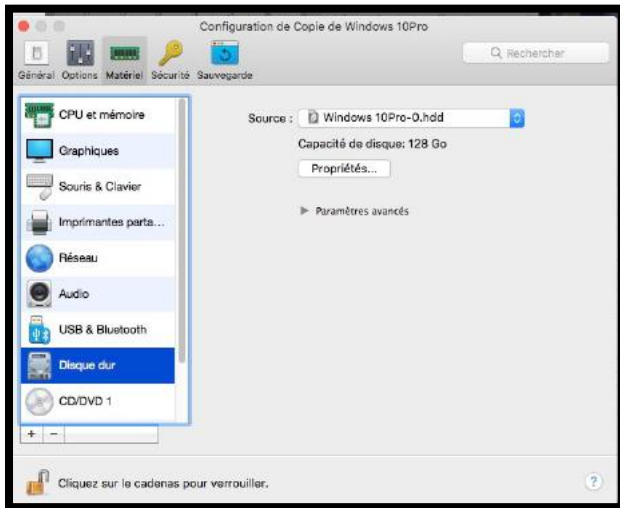 Configuration de Copie de Windows 10Pro
Général Options Matériel Sécurité Sauvegarde
Rechercher
CPU et mémoire
Graphiques
Souris & Clavier
Imprimantes parta...
Réseau
Audio
USB & Bluetooth
Disque dur
CD/DVD 1
+ −
Source : Windows 10Pro-0.hdd
Capacité de disque: 128 Go
Propriétés...
Paramètres avancés
Cliquez sur le cadenas pour verrouiller.
?